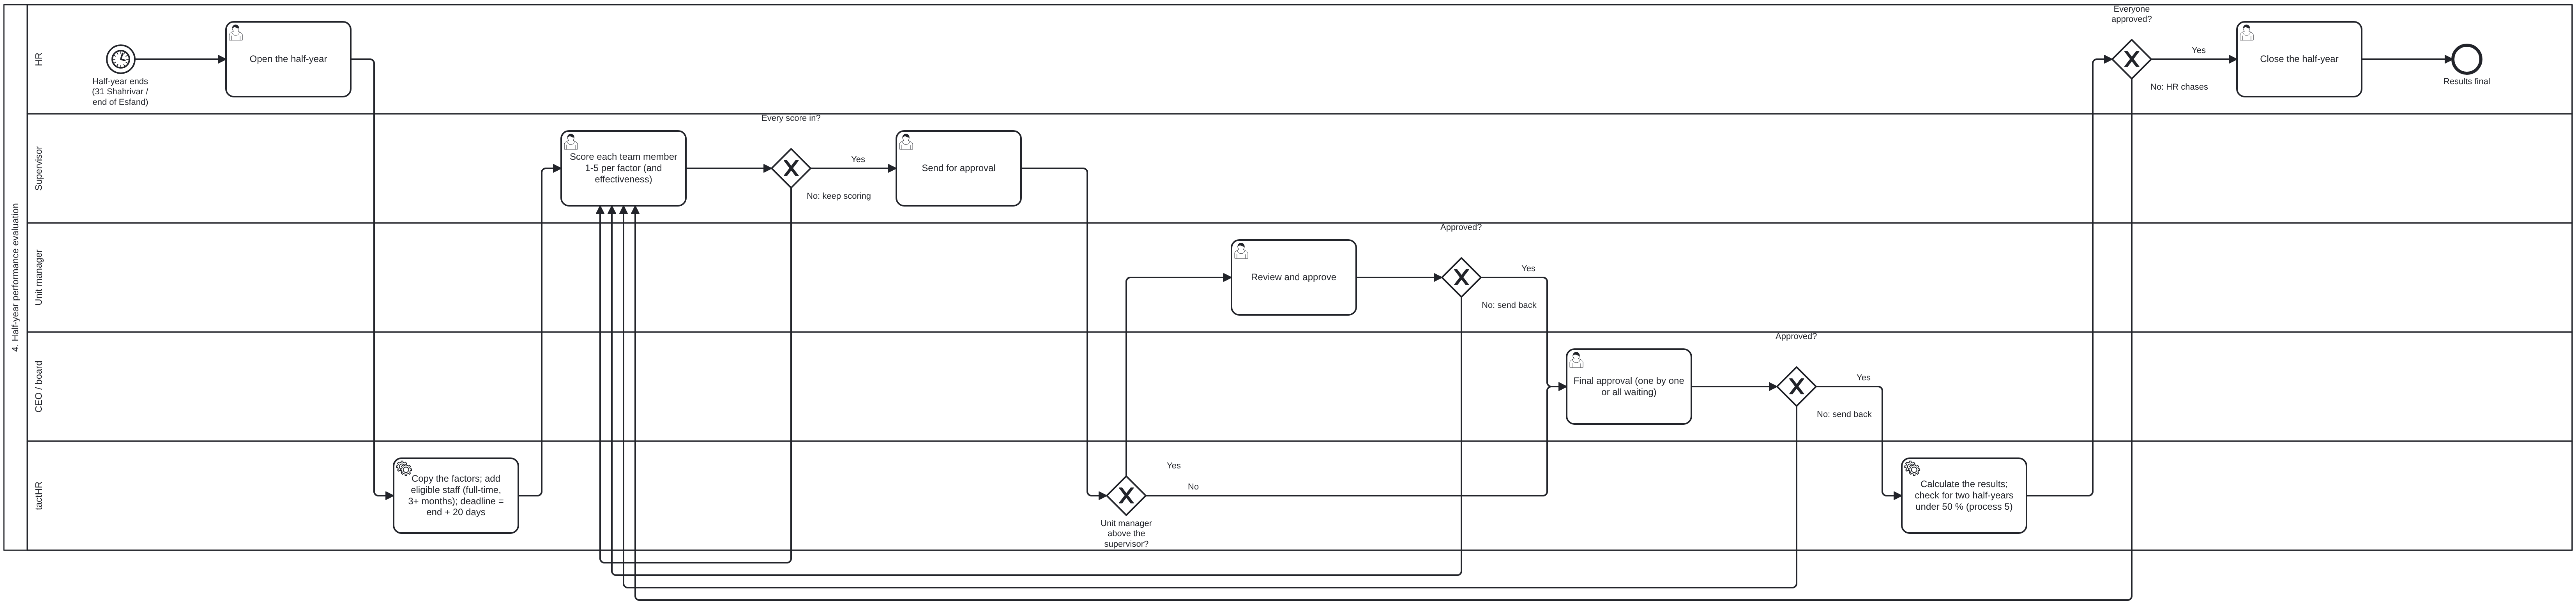 4. Half-year performance evaluation
HR
Half-year ends
(31 Shahrivar /
end of Esfand)
Open the half-year
Everyone
approved?
Yes
No: HR chases
Close the half-year
Results final
Supervisor
Score each team member
1-5 per factor (and
effectiveness)
Every score in?
Yes
No: keep scoring
Send for approval
Unit manager
Review and approve
Approved?
Yes
No: send back
CEO / board
Final approval (one by one
or all waiting)
Approved?
Yes
No: send back
tactHR
Copy the factors; add
eligible staff (full-time,
3+ months); deadline =
end + 20 days
Yes
No
Unit manager
above the
supervisor?
Calculate the results;
check for two half-years
under 50 % (process 5)